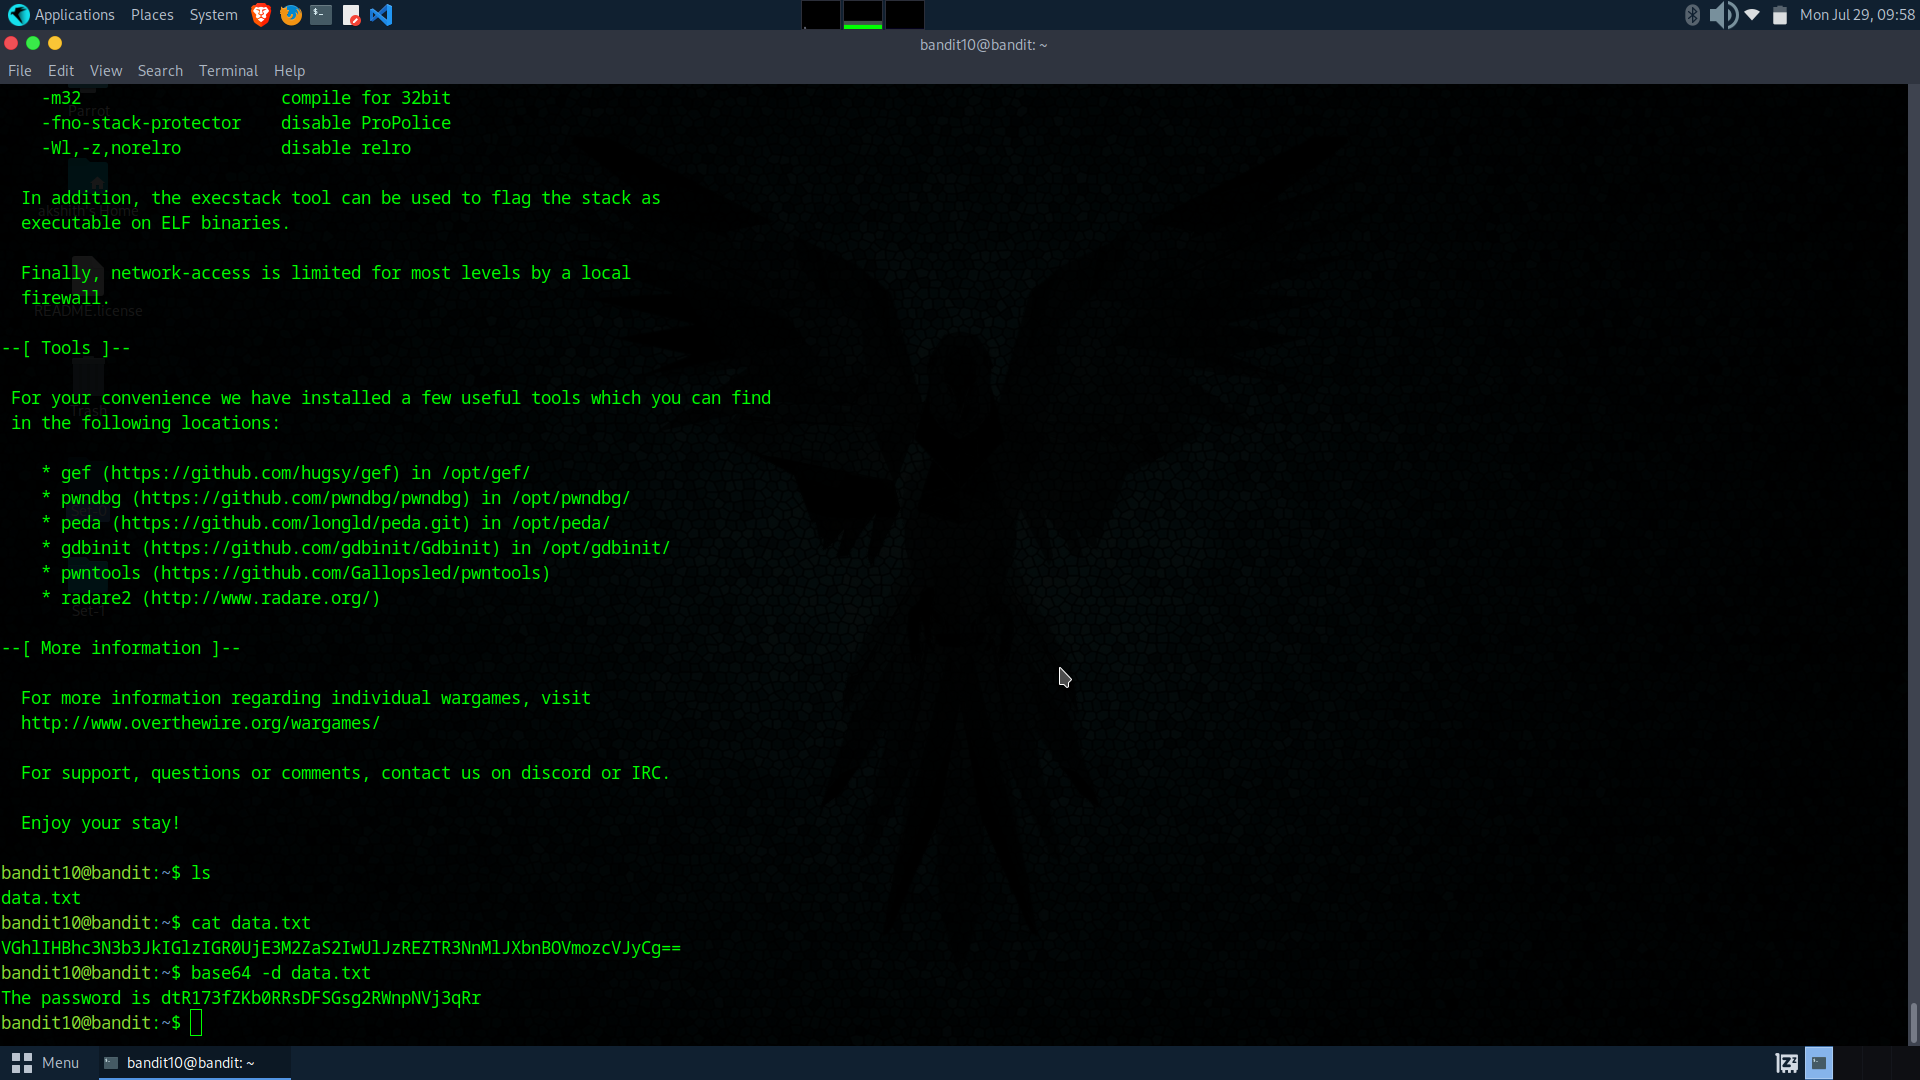 Applications Places System Mon Jul 29, 09:58
bandit10@bandit: ~
File Edit View Search Terminal Help
-m32 compile for 32bit
-fno-stack-protector disable ProPolice
-Wl,-z,norelro disable relro
In addition, the execstack tool can be used to flag the stack as
executable on ELF binaries.
Finally, network-access is limited for most levels by a local
firewall.
README.license
--[ Tools ]--
For your convenience we have installed a few useful tools which you can find
in the following locations:
* gef (https://github.com/hugsy/gef) in /opt/gef/
* pwndbg (https://github.com/pwndbg/pwndbg) in /opt/pwndbg/
* peda (https://github.com/longld/peda.git) in /opt/peda/
* gdbinit (https://github.com/gdbinit/Gdbinit) in /opt/gdbinit/
* pwntools (https://github.com/Gallopsled/pwntools)
* radare2 (http://www.radare.org/)
--[ More information ]--
For more information regarding individual wargames, visit
http://www.overthewire.org/wargames/
For support, questions or comments, contact us on discord or IRC.
Enjoy your stay!
bandit10@bandit:~$ ls
data.txt
bandit10@bandit:~$ cat data.txt
VGhlIHBhc3N3b3JkIGlzIGR0UjE3M2ZaS2IwUlJzREZTR3NnMlJXbnBOVmozcVJyCg==
bandit10@bandit:~$ base64 -d data.txt
The password is dtR173fZKb0RRsDFSGsg2RWnpNVj3qRr
bandit10@bandit:~$
Menu bandit10@bandit: ~